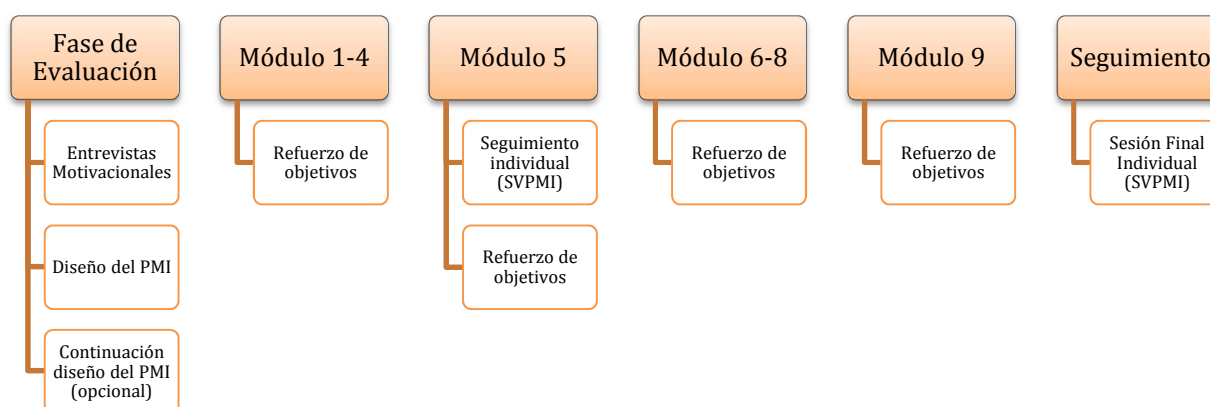 Fase de
Evaluación
Entrevistas
Motivacionales
Diseño del PMI
Continuación
diseño del PMI
(opcional)
Módulo 1-4
Refuerzo de
objetivos
Módulo 5
Seguimiento
individual
(SVPMI)
Refuerzo de
objetivos
Módulo 6-8
Refuerzo de
objetivos
Módulo 9
Refuerzo de
objetivos
Seguimiento
Sesión Final
Individual
(SVPMI)